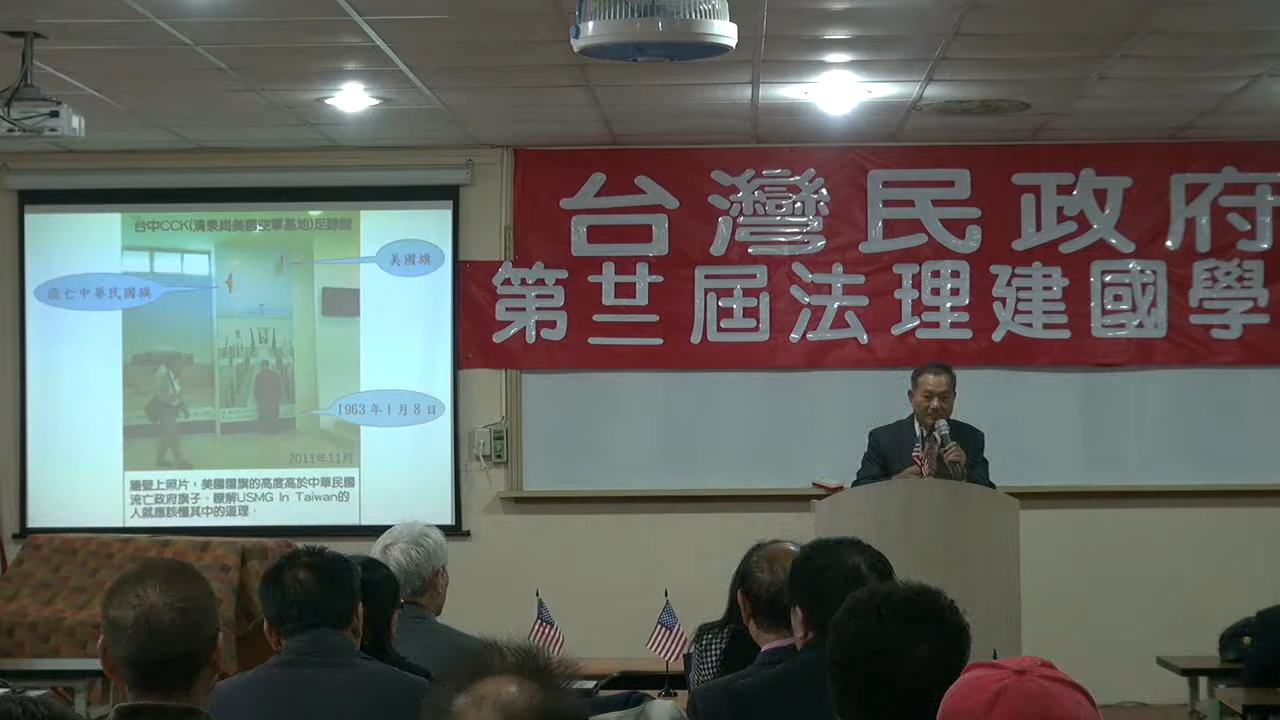 台灣民政府
第廿三屆法理建國學
台中CCK(清泉崗美軍空軍基地)足跡館
美國旗
流亡中華民國旗
1963年1月8日
2011年11月
牆壁上照片，美國國旗的高度高於中華民國
流亡政府旗子。瞭解USMG In Taiwan的
人就應該懂其中的道理。